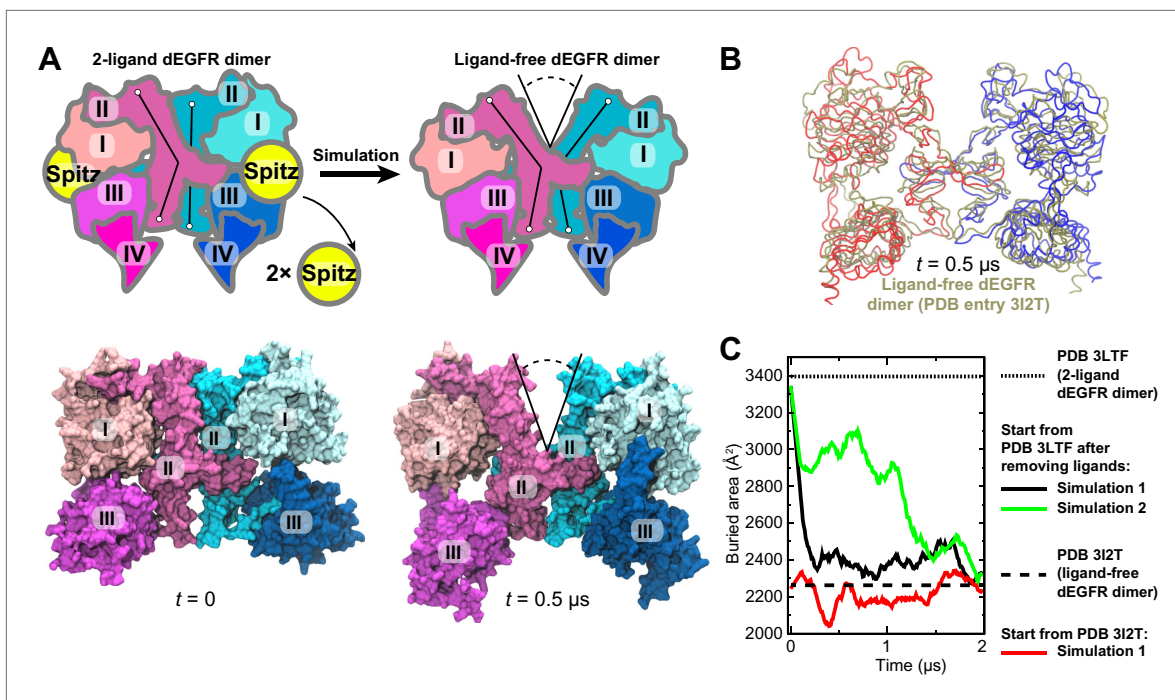 A
2-ligand dEGFR dimer
II
II
I
I
Spitz
Spitz
III
III
IV
IV
2× Spitz
Simulation
Ligand-free dEGFR dimer
II
II
I
I
III
III
IV
IV
I
I
II
II
III
III
t = 0
I
I
II
II
III
III
t = 0.5 µs
B
t = 0.5 µs
Ligand-free dEGFR
dimer (PDB entry 3I2T)
C
Buried area (Å²)
3400
3200
3000
2800
2600
2400
2200
2000
0
1
2
Time (µs)
PDB 3LTF
(2-ligand
dEGFR dimer)
Start from
PDB 3LTF after
removing ligands:
Simulation 1
Simulation 2
PDB 3I2T
(ligand-free
dEGFR dimer)
Start from PDB 3I2T:
Simulation 1